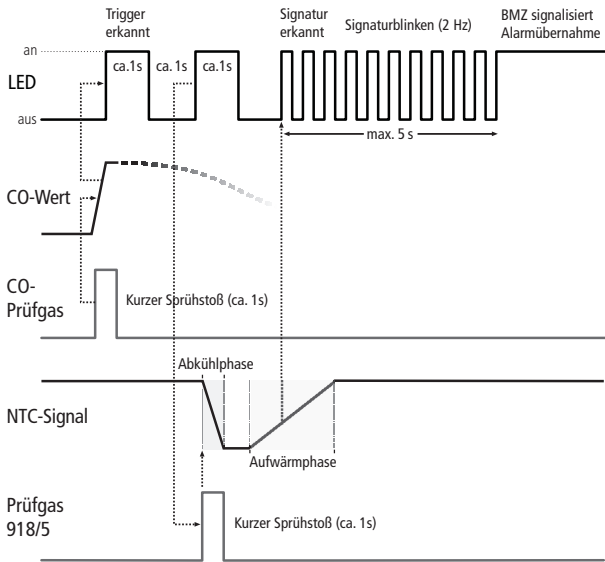 Trigger
erkannt
Signatur
erkannt
Signaturblinken (2 Hz)
BMZ signalisiert
Alarmübernahme
an
LED
aus
ca.1s
ca. 1s
ca.1s
max. 5 s
CO-Wert
CO-
Prüfgas
Kurzer Sprühstoß (ca. 1s)
Abkühlphase
NTC-Signal
Aufwärmphase
Prüfgas
918/5
Kurzer Sprühstoß (ca. 1s)